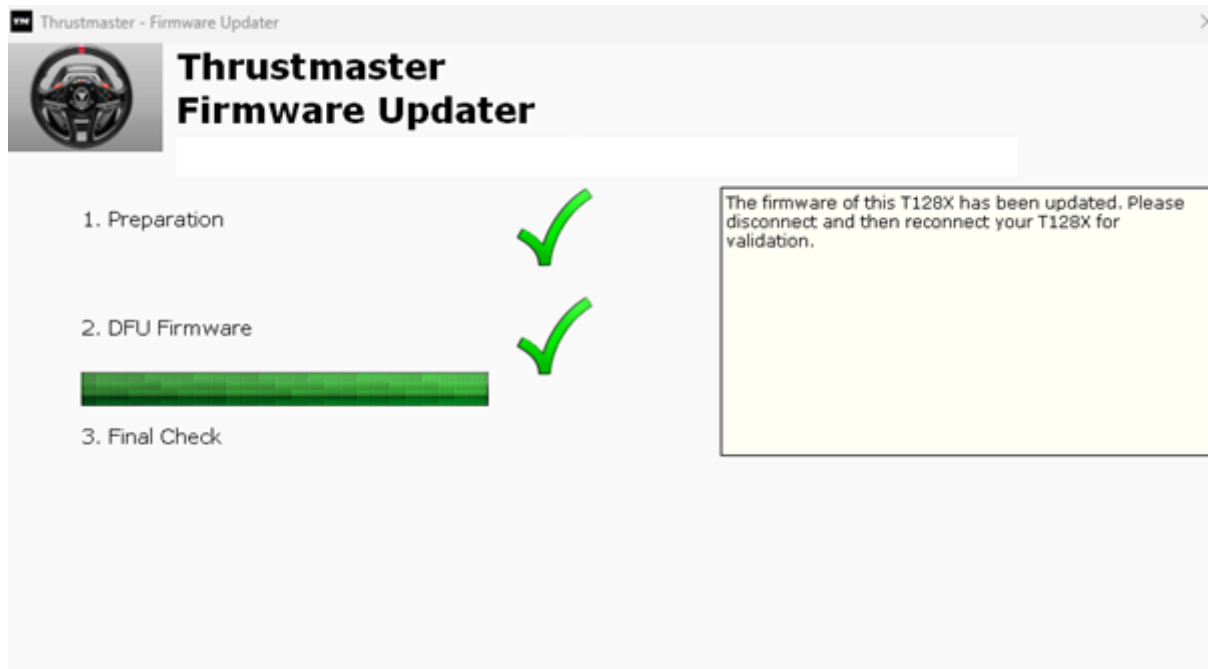 Thrustmaster - Firmware Updater
Thrustmaster
Firmware Updater
1. Preparation
2. DFU Firmware
3. Final Check
The firmware of this T128X has been updated. Please
disconnect and then reconnect your T128X for
validation.